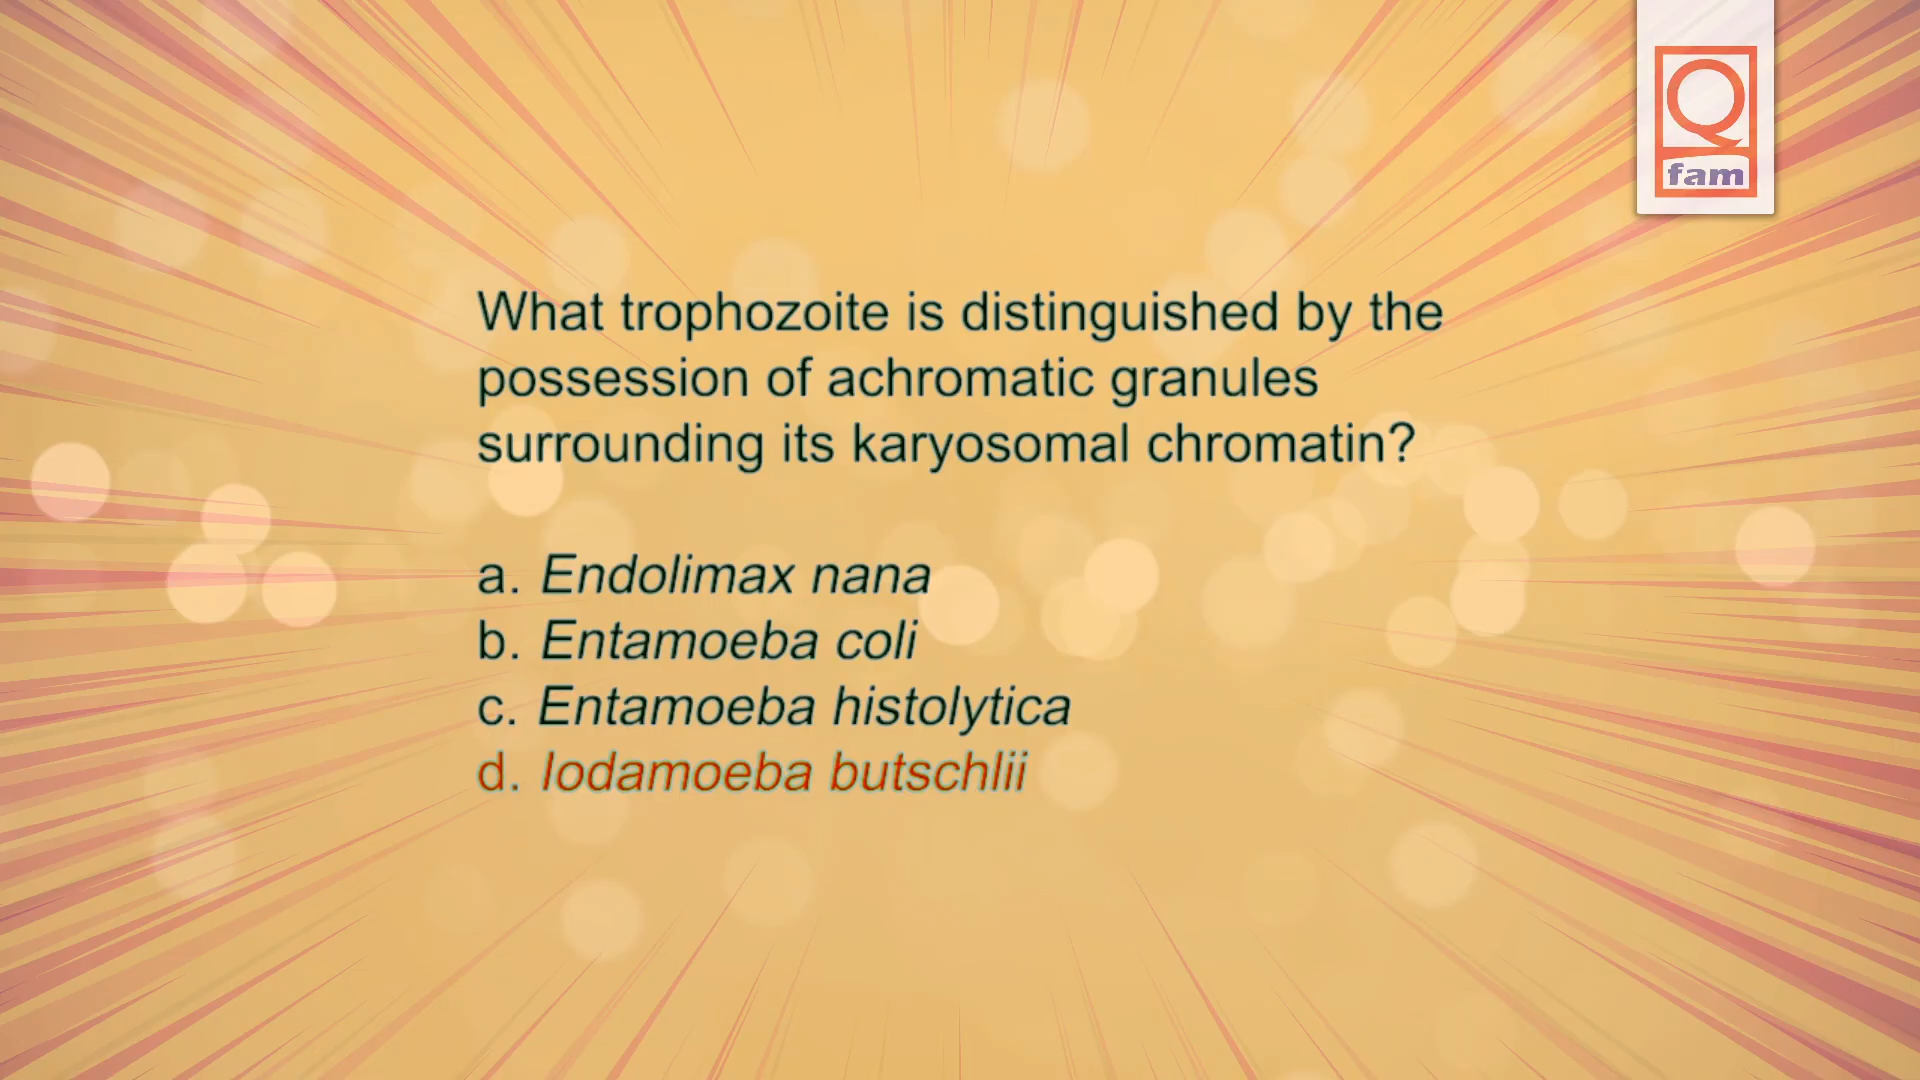 Q
fam
What trophozoite is distinguished by the
possession of achromatic granules
surrounding its karyosomal chromatin?
a. Endolimax nana
b. Entamoeba coli
c. Entamoeba histolytica
d. Iodamoeba butschlii